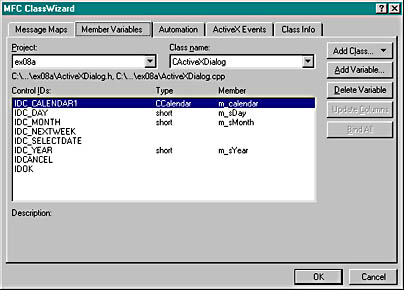 MFC ClassWizard
Message Maps Member Variables Automation ActiveX Events Class Info
Project: Class name: Add Class...
ex08a CActiveXDialog
Add Variable...
C:\...\ex08a\ActiveXDialog.h, C:\...\ex08a\ActiveXDialog.cpp
Control IDs: Type Member Delete Variable
IDC_CALENDAR1 CCalendar m_calendar
IDC_DAY short m_sDay Update Columns
IDC_MONTH short m_sMonth
IDC_NEXTWEEK Bind All
IDC_SELECTDATE
IDC_YEAR short m_sYear
IDCANCEL
IDOK
Description:
OK Cancel